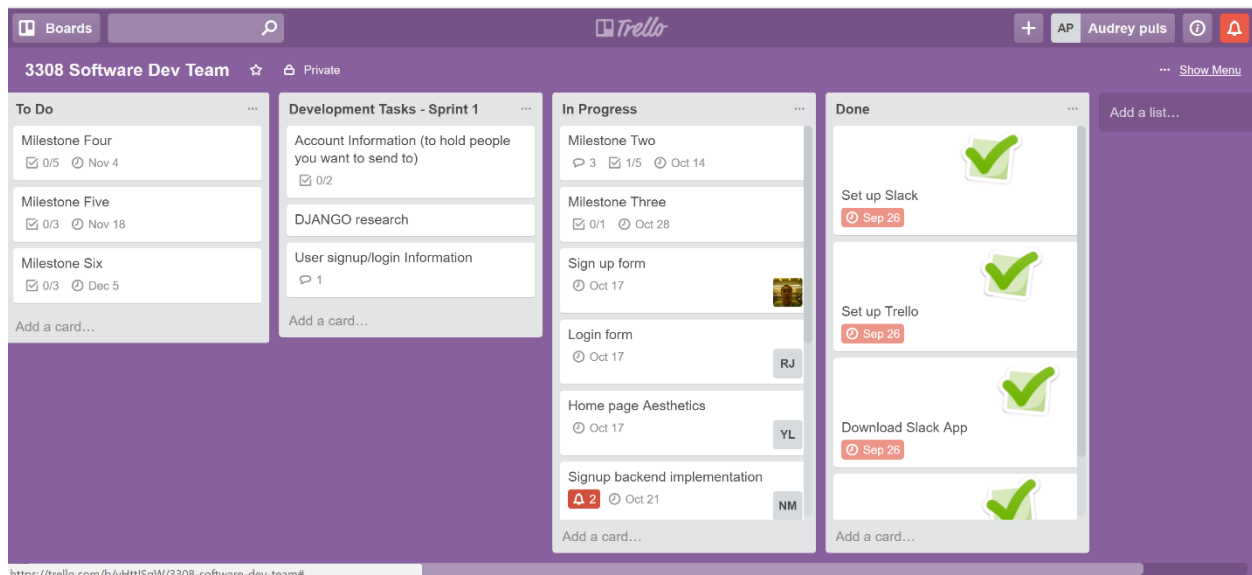 Boards
Trello
AP Audrey puls
3308 Software Dev Team
Private
... Show Menu
To Do ...
Milestone Four
0/5 Nov 4
Milestone Five
0/3 Nov 18
Milestone Six
0/3 Dec 5
Add a card...
Development Tasks - Sprint 1 ...
Account Information (to hold people
you want to send to)
0/2
DJANGO research
User signup/login Information
1
Add a card...
In Progress ...
Milestone Two
3 1/5 Oct 14
Milestone Three
0/1 Oct 28
Sign up form
Oct 17
Login form
Oct 17
RJ
Home page Aesthetics
Oct 17
YL
Signup backend implementation
2 Oct 21
NM
Add a card...
Done ...
Set up Slack
Sep 26
Set up Trello
Sep 26
Download Slack App
Sep 26
Add a card...
Add a list...